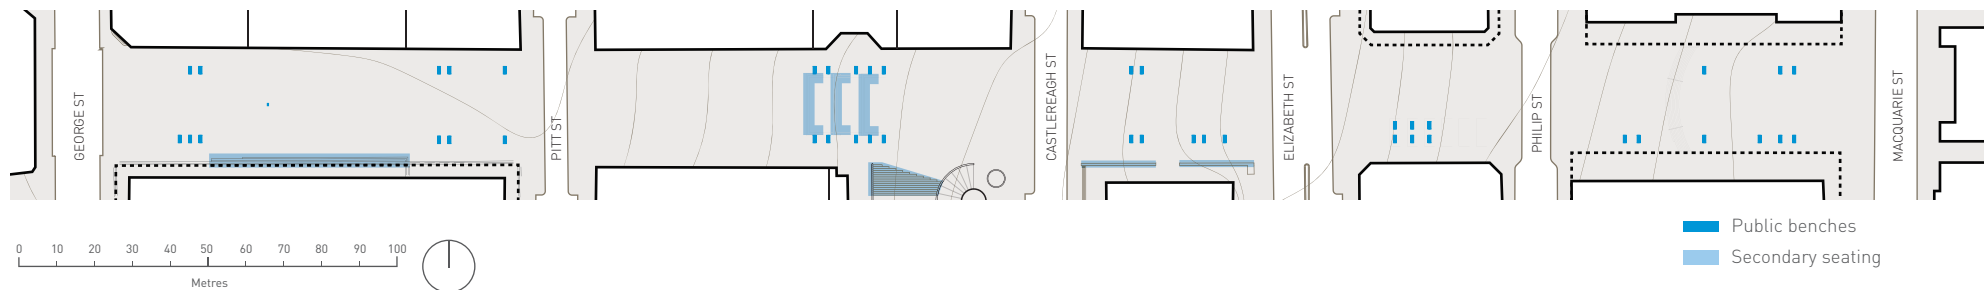 GEORGE ST
PITT ST
CASTLEREAGH ST
ELIZABETH ST
PHILIP ST
MACQUARIE ST
0 10 20 30 40 50 60 70 80 90 100
Metres
Public benches
Secondary seating